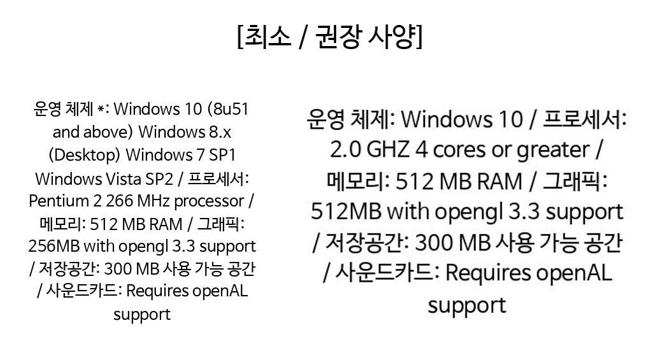 [최소 / 권장 사양]
운영 체제 *: Windows 10 (8u51
and above) Windows 8.x
(Desktop) Windows 7 SP1
Windows Vista SP2 / 프로세서:
Pentium 2 266 MHz processor /
메모리: 512 MB RAM / 그래픽:
256MB with opengl 3.3 support
/ 저장공간: 300 MB 사용 가능 공간
/ 사운드카드: Requires openAL
support
운영 체제: Windows 10 / 프로세서:
2.0 GHZ 4 cores or greater /
메모리: 512 MB RAM / 그래픽:
512MB with opengl 3.3 support
/ 저장공간: 300 MB 사용 가능 공간
/ 사운드카드: Requires openAL
support